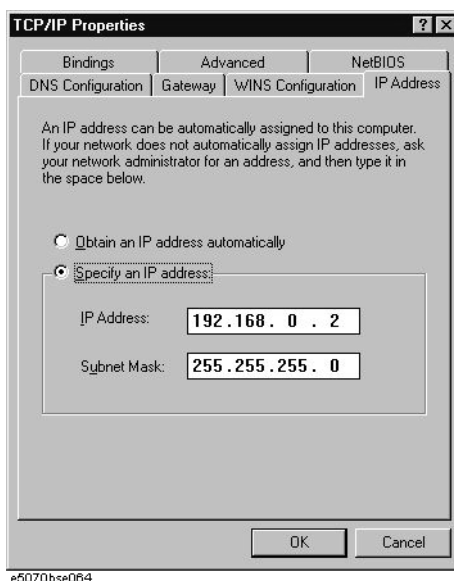 TCP/IP Properties
? X
Bindings Advanced NetBIOS
DNS Configuration Gateway WINS Configuration IP Address
An IP address can be automatically assigned to this computer.
If your network does not automatically assign IP addresses, ask
your network administrator for an address, and then type it in
the space below.
Obtain an IP address automatically
Specify an IP address:
IP Address: 192.168. 0 . 2
Subnet Mask: 255.255.255. 0
OK Cancel
e5070bse064